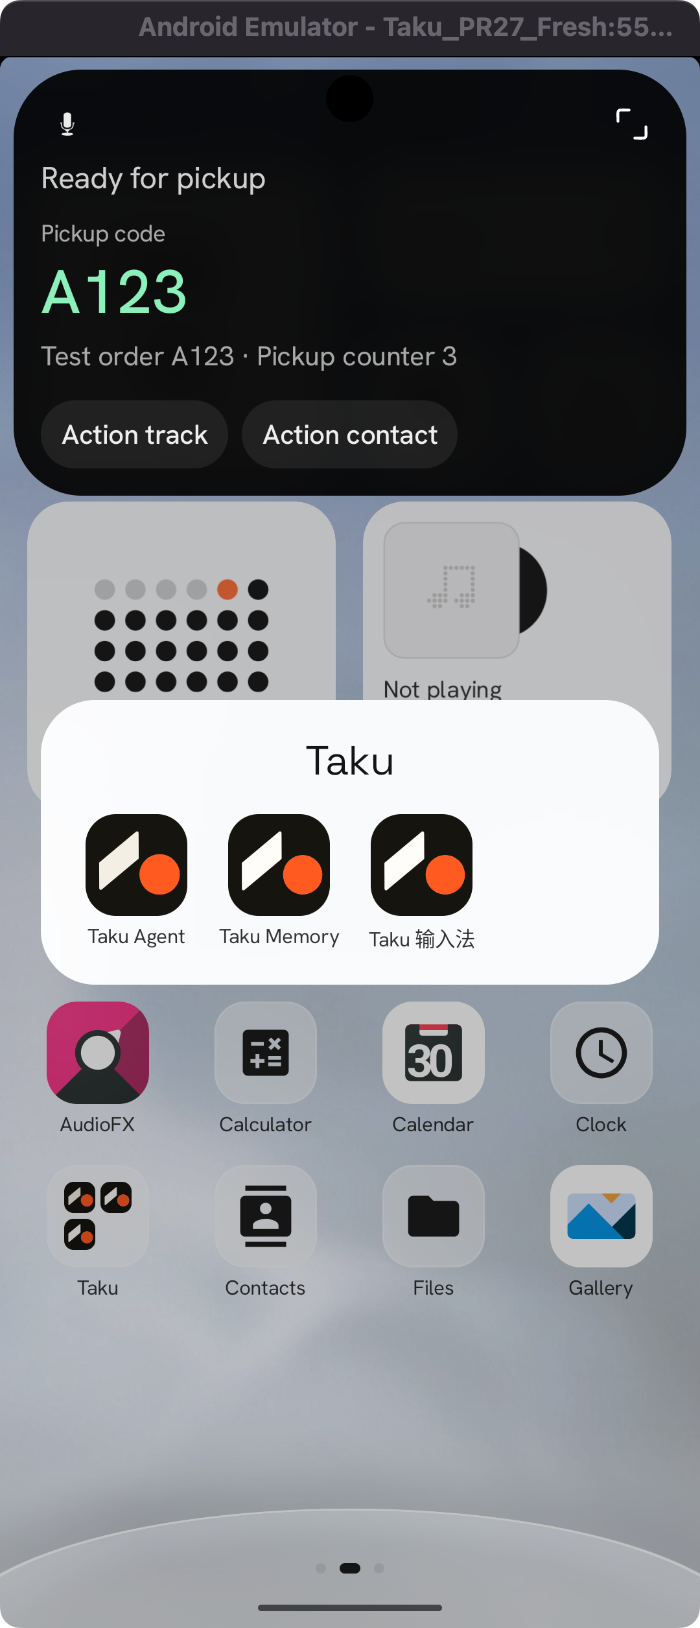 Android Emulator - Taku_PR27_Fresh:55...
Ready for pickup
Pickup code
A123
Test order A123 · Pickup counter 3
Action track
Action contact
Not playing
Taku
Taku Agent
Taku Memory
Taku 输入法
30
AudioFX
Calculator
Calendar
Clock
Taku
Contacts
Files
Gallery